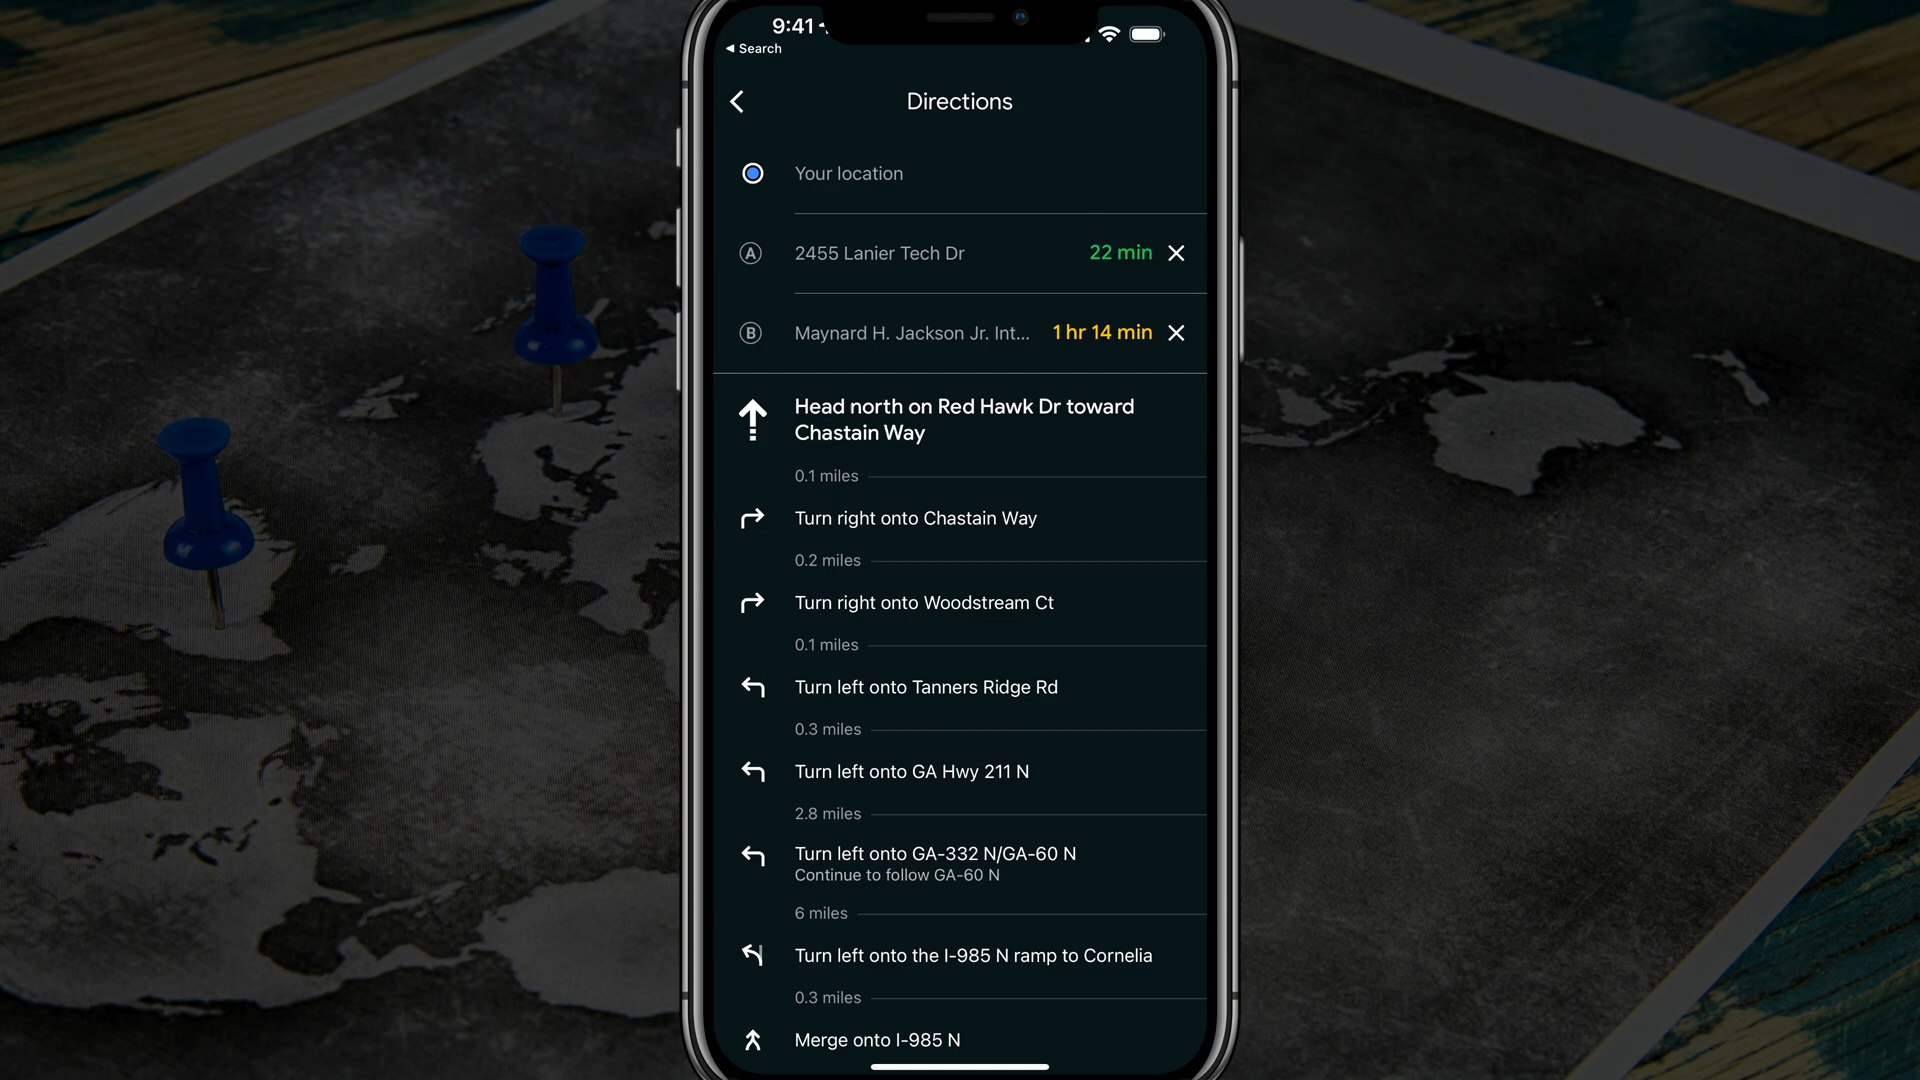 9:41
◀ Search
Directions
Your location
A 2455 Lanier Tech Dr 22 min
B Maynard H. Jackson Jr. Int... 1 hr 14 min
Head north on Red Hawk Dr toward
Chastain Way
0.1 miles
Turn right onto Chastain Way
0.2 miles
Turn right onto Woodstream Ct
0.1 miles
Turn left onto Tanners Ridge Rd
0.3 miles
Turn left onto GA Hwy 211 N
2.8 miles
Turn left onto GA-332 N/GA-60 N
Continue to follow GA-60 N
6 miles
Turn left onto the I-985 N ramp to Cornelia
0.3 miles
Merge onto I-985 N